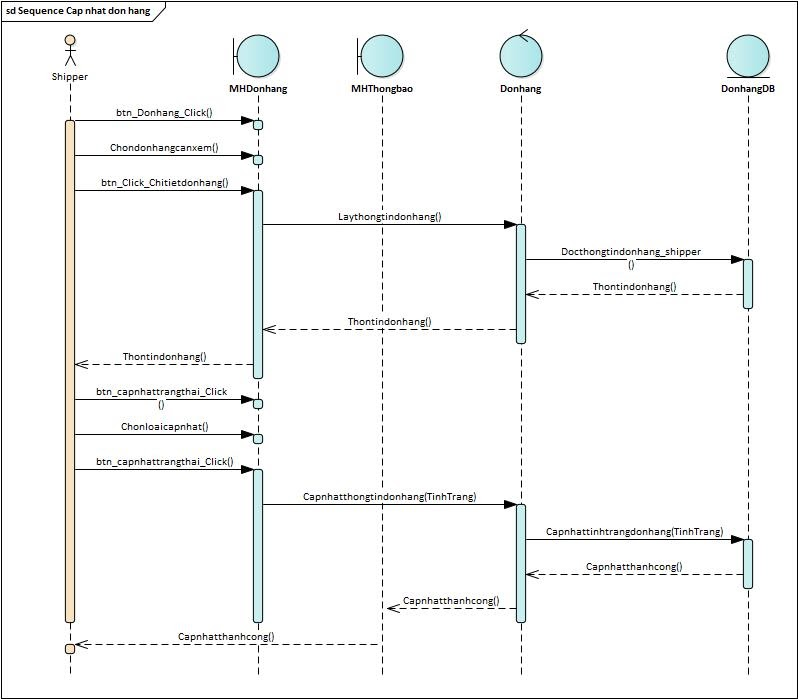 sd Sequence Cap nhat don hang
Shipper
MHDonhang
MHThongbao
Donhang
DonhangDB
btn_Donhang_Click()
Chondonhangcanxem()
btn_Click_Chitietdonhang()
Laythongtindonhang()
Docthongtindonhang_shipper
()
Thontindonhang()
Thontindonhang()
Thontindonhang()
btn_capnhattrangthai_Click
()
Chonloaicapnhat()
btn_capnhattrangthai_Click()
Capnhatthongtindonhang(TinhTrang)
Capnhattinhtrangdonhang(TinhTrang)
Capnhatthanhcong()
Capnhatthanhcong()
Capnhatthanhcong()